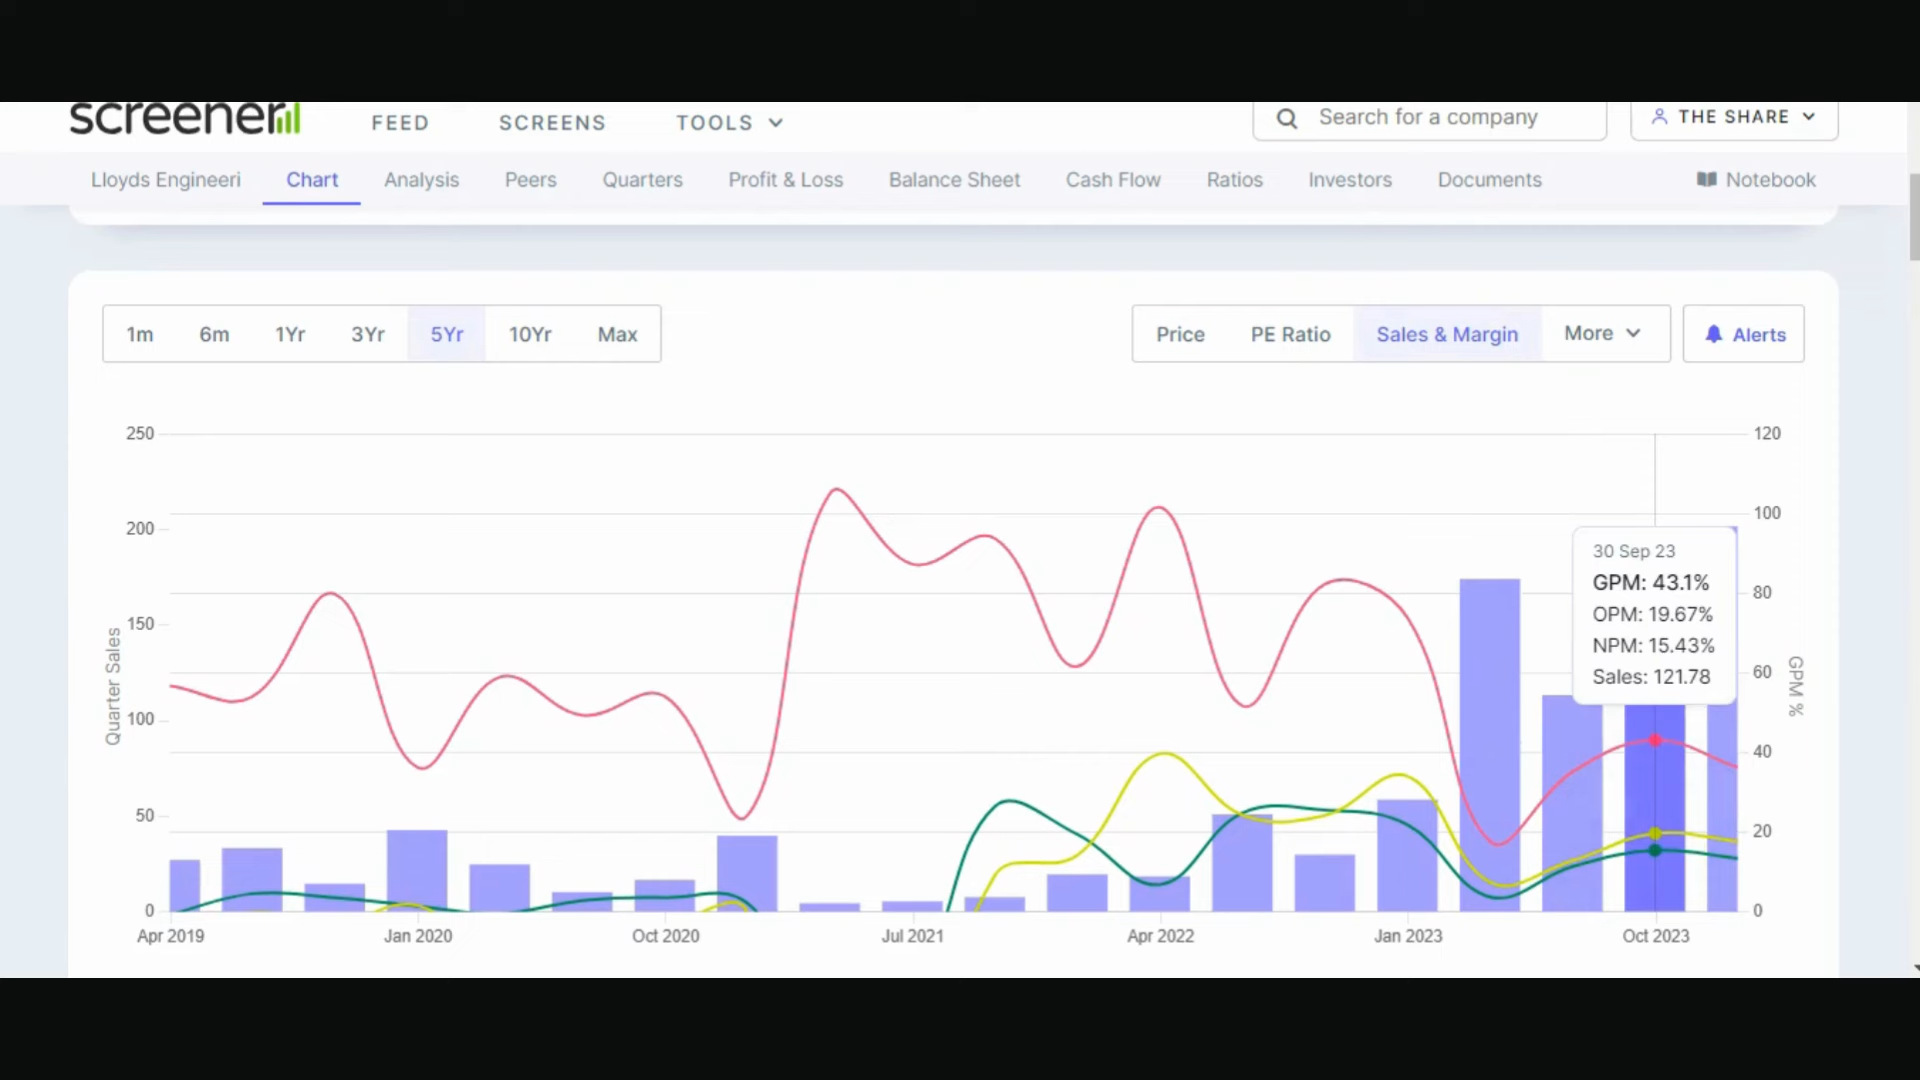 screener
FEED SCREENS TOOLS
Search for a company
THE SHARE
Lloyds Engineeri Chart Analysis Peers Quarters Profit & Loss Balance Sheet Cash Flow Ratios Investors Documents Notebook
1m 6m 1Yr 3Yr 5Yr 10Yr Max
Price PE Ratio Sales & Margin More Alerts
250
200
150
100
50
0
Quarter Sales
120
100
80
60
40
20
0
GPM %
30 Sep 23
GPM: 43.1%
OPM: 19.67%
NPM: 15.43%
Sales: 121.78
Apr 2019 Jan 2020 Oct 2020 Jul 2021 Apr 2022 Jan 2023 Oct 2023